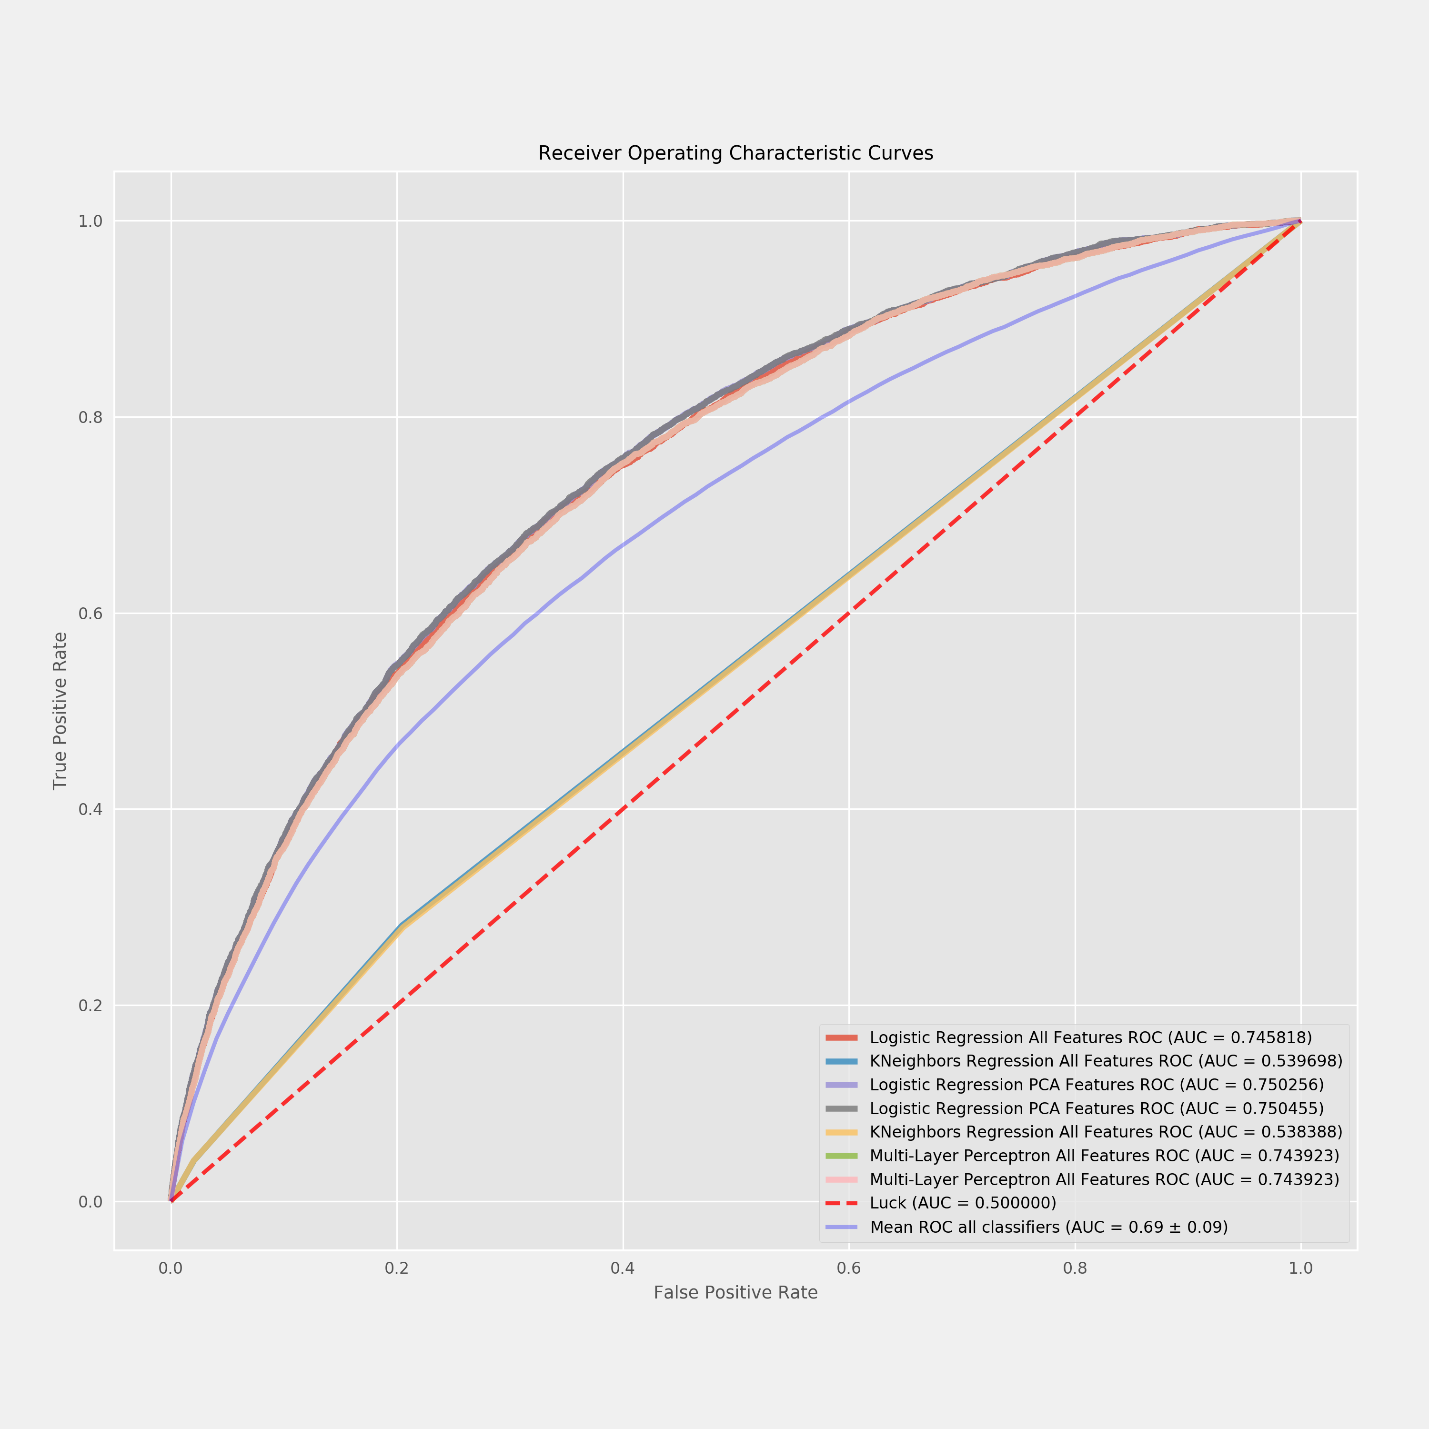 Receiver Operating Characteristic Curves
1.0
0.8
0.6
0.4
0.2
0.0
True Positive Rate
Logistic Regression All Features ROC (AUC = 0.745818)
KNeighbors Regression All Features ROC (AUC = 0.539698)
Logistic Regression PCA Features ROC (AUC = 0.750256)
Logistic Regression PCA Features ROC (AUC = 0.750455)
KNeighbors Regression All Features ROC (AUC = 0.538388)
Multi-Layer Perceptron All Features ROC (AUC = 0.743923)
Multi-Layer Perceptron All Features ROC (AUC = 0.743923)
Luck (AUC = 0.500000)
Mean ROC all classifiers (AUC = 0.69 ± 0.09)
0.0 0.2 0.4 0.6 0.8 1.0
False Positive Rate